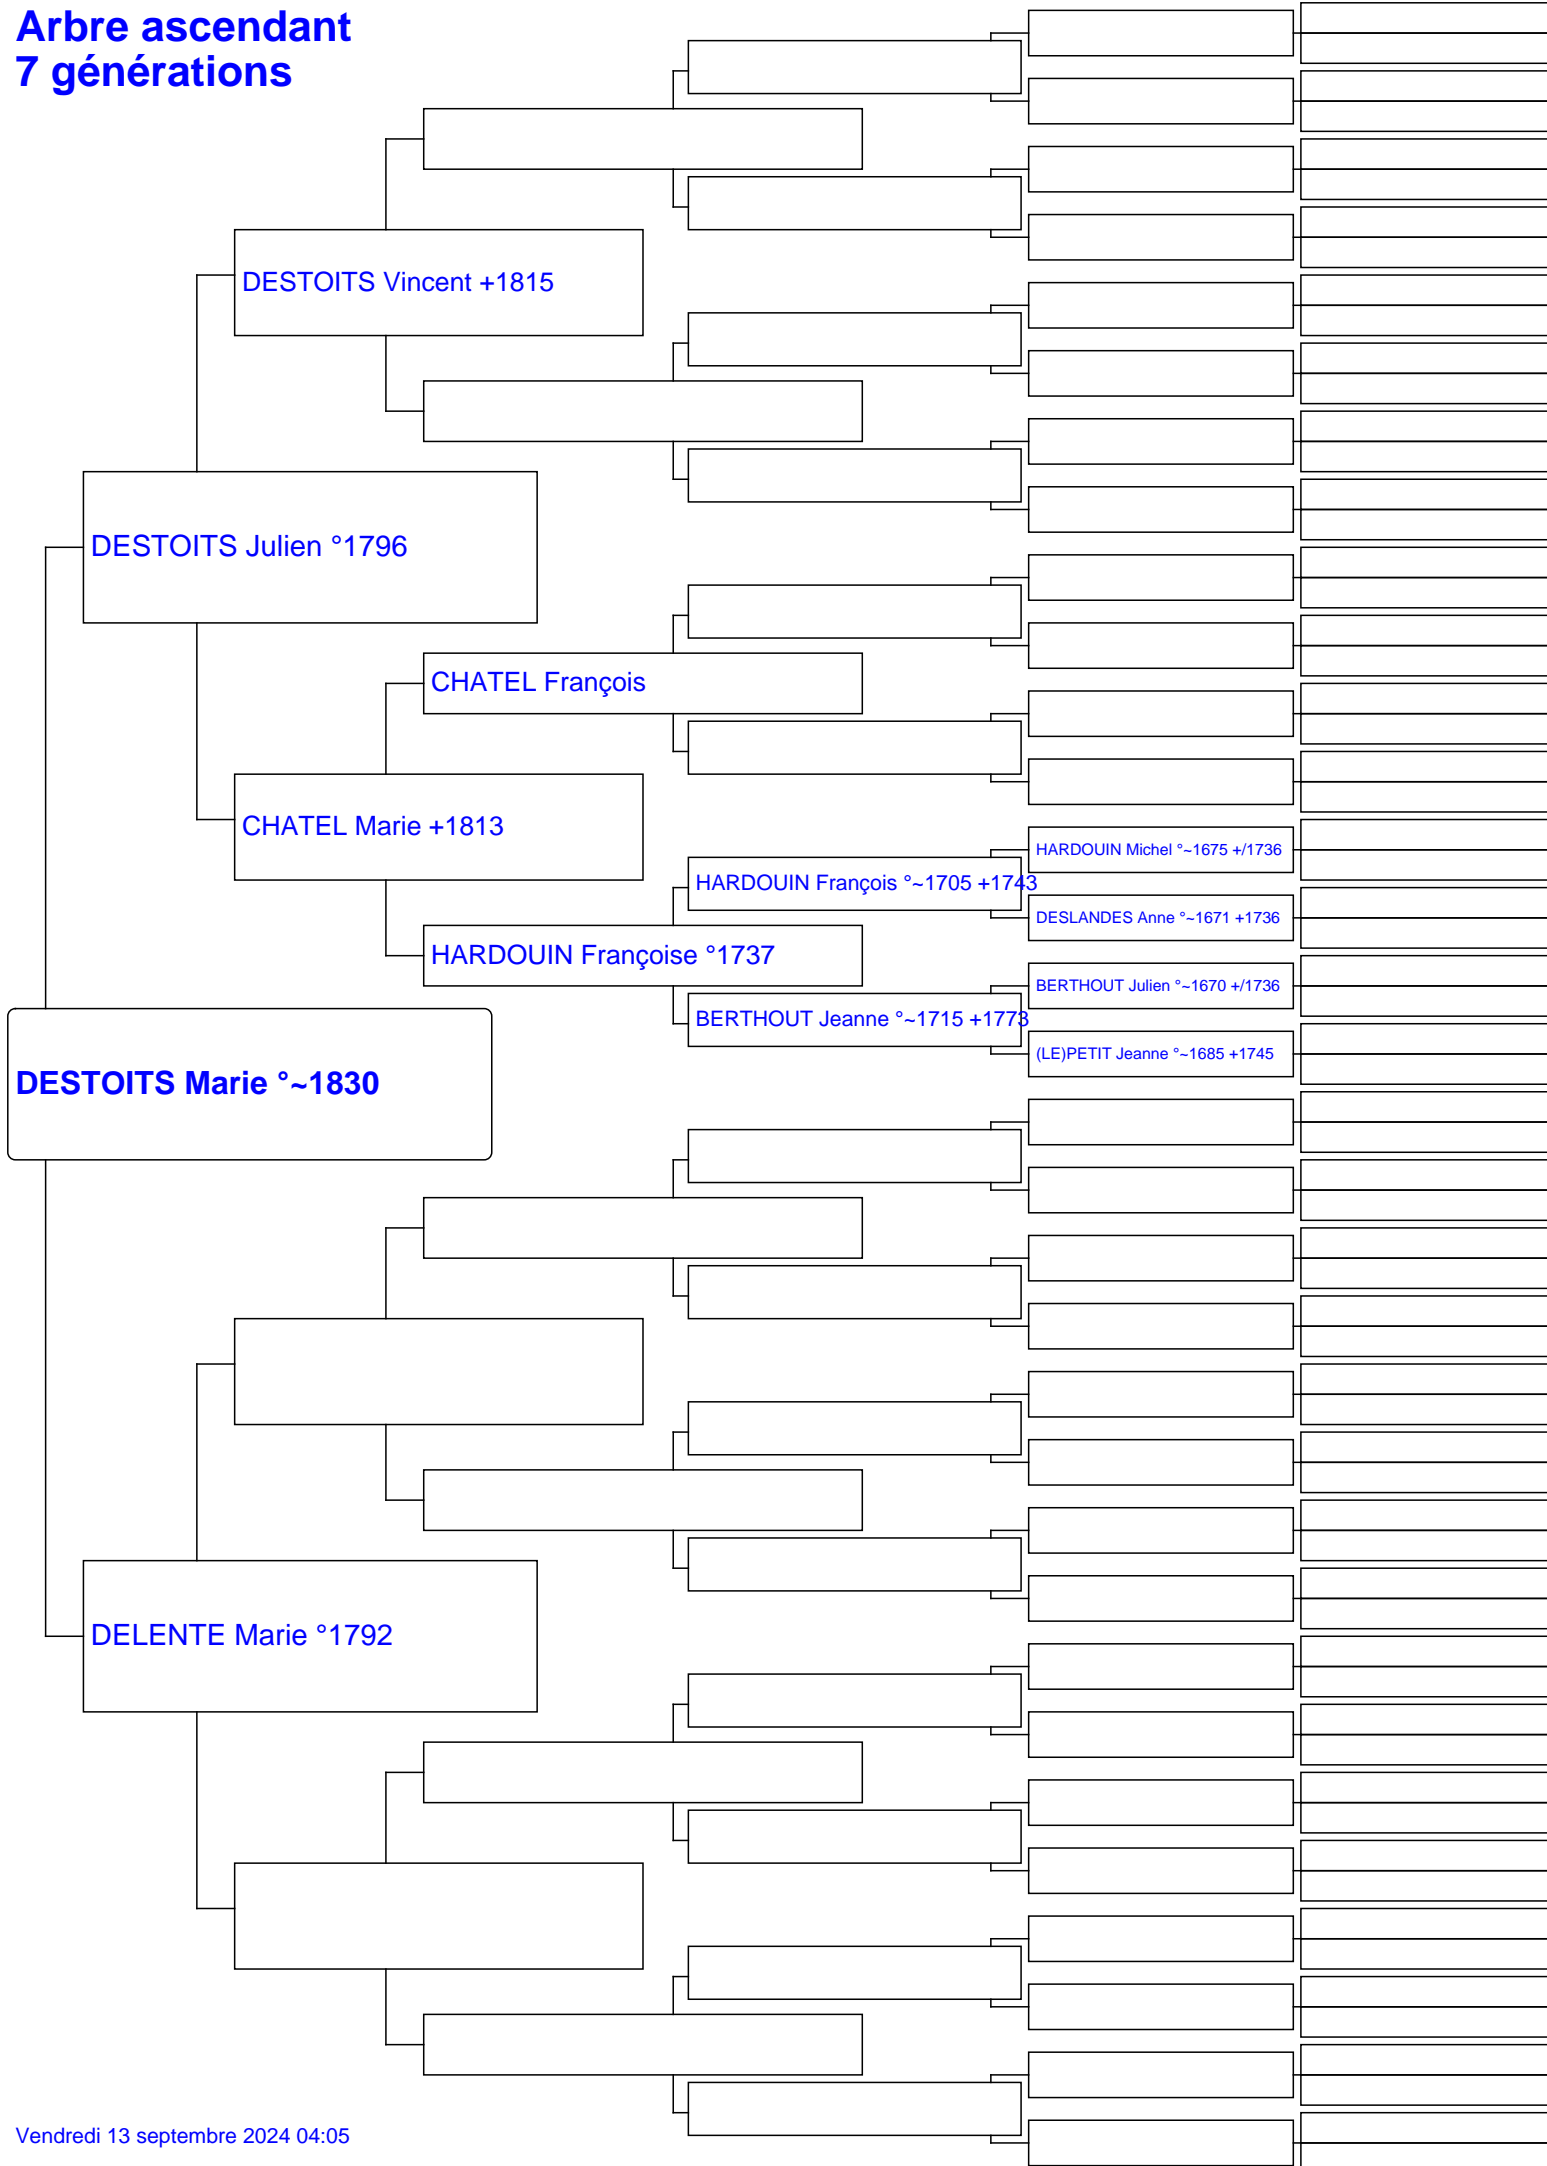 Arbre ascendant
7 générations
DESTOITS Vincent +1815
DESTOITS Julien °1796
CHATEL François
CHATEL Marie +1813
HARDOUIN Michel °~1675 +/1736
HARDOUIN François °~1705 +1743
DESLANDES Anne °~1671 +1736
HARDOUIN Françoise °1737
BERTHOUT Julien °~1670 +/1736
BERTHOUT Jeanne °~1715 +1773
(LE)PETIT Jeanne °~1685 +1745
DESTOITS Marie °~1830
DELENTE Marie °1792
Vendredi 13 septembre 2024 04:05